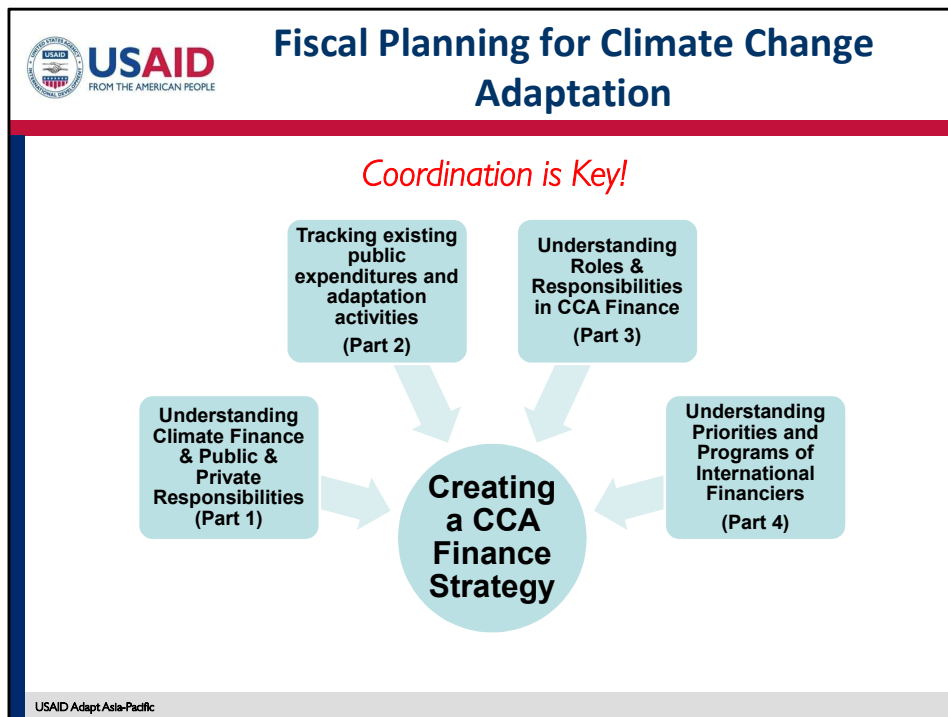 USAID
FROM THE AMERICAN PEOPLE
Fiscal Planning for Climate Change
Adaptation
Coordination is Key!
Tracking existing
public
expenditures and
adaptation
activities
(Part 2)
Understanding
Roles &
Responsibilities
in CCA Finance
(Part 3)
Understanding
Climate Finance
& Public &
Private
Responsibilities
(Part 1)
Understanding
Priorities and
Programs of
International
Financiers
(Part 4)
Creating
a CCA
Finance
Strategy
USAID Adapt Asia-Pacific